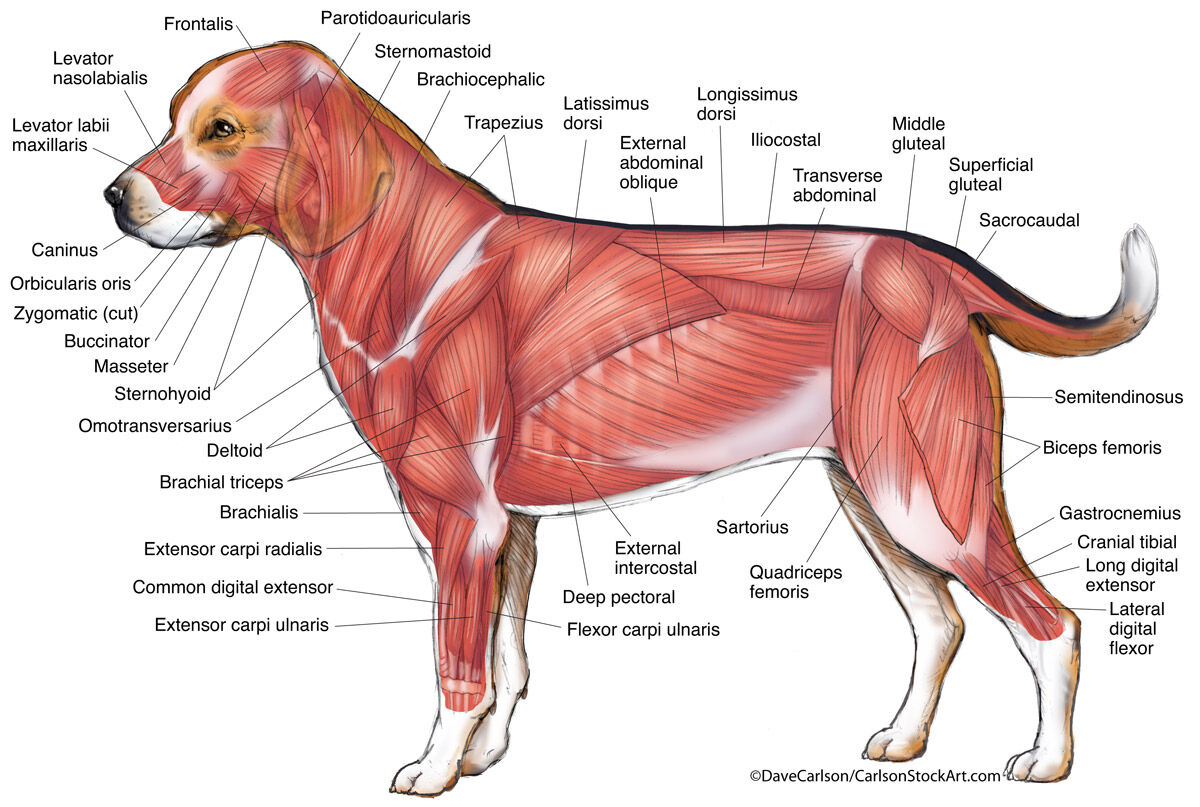 Frontalis
Parotidoauricularis
Sternomastoid
Brachiocephalic
Trapezius
Latissimus
dorsi
External
abdominal
oblique
Longissimus
dorsi
Iliocostal
Transverse
abdominal
Middle
gluteal
Superficial
gluteal
Sacrocaudal
Levator
nasolabialis
Levator labii
maxillaris
Caninus
Orbicularis oris
Zygomatic (cut)
Buccinator
Masseter
Sternohyoid
Omotransversarius
Deltoid
Brachial triceps
Brachialis
Extensor carpi radialis
Common digital extensor
Extensor carpi ulnaris
Flexor carpi ulnaris
Deep pectoral
External
intercostal
Sartorius
Quadriceps
femoris
Semitendinosus
Biceps femoris
Gastrocnemius
Cranial tibial
Long digital
extensor
Lateral
digital
flexor
©DaveCarlson/CarlsonStockArt.com